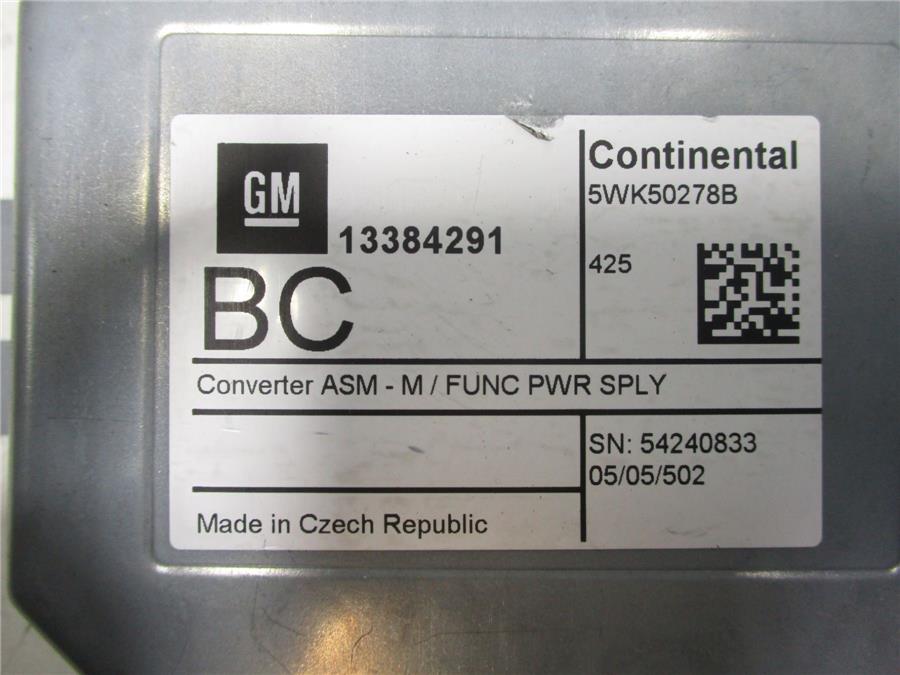 GM
13384291
BC
Continental
5WK50278B
425
Converter ASM - M / FUNC PWR SPLY
SN: 54240833
05/05/502
Made in Czech Republic